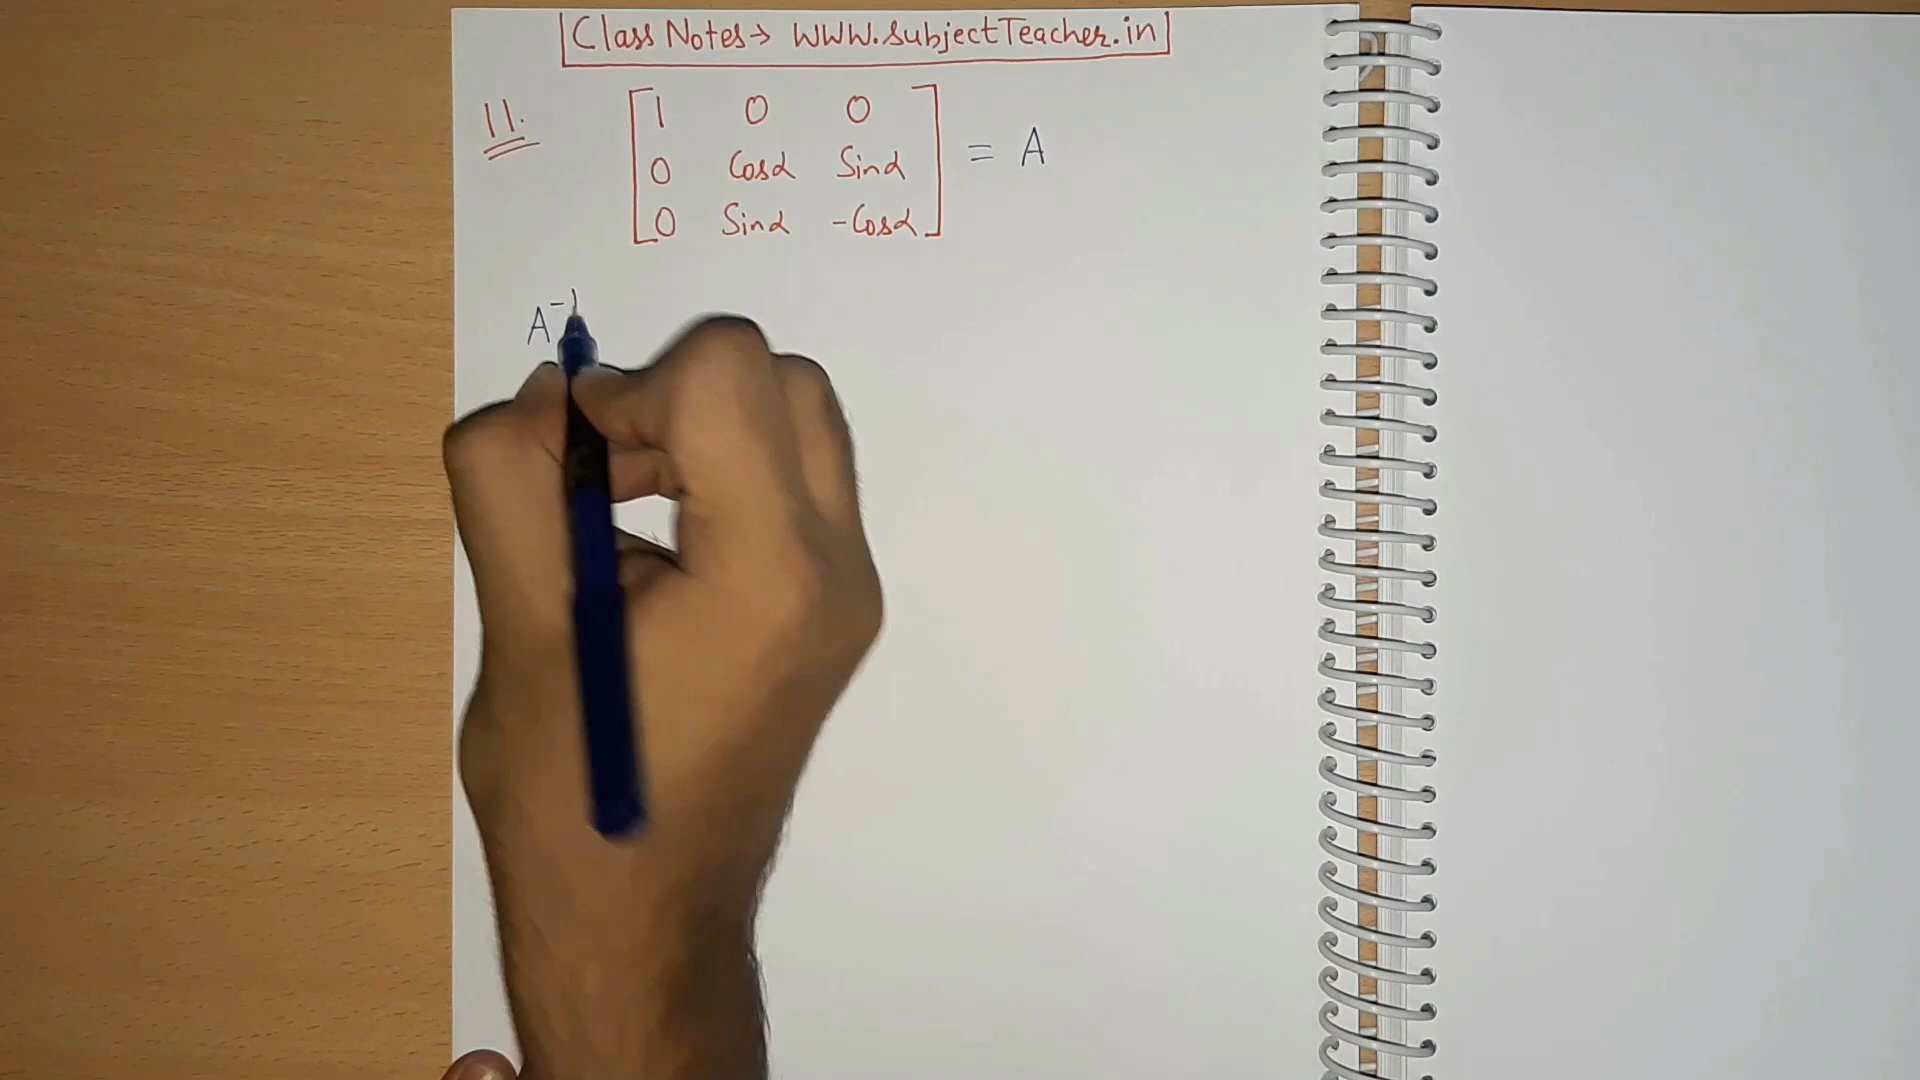 Class Notes → WWW.SubjectTeacher.in
11. [1 0 0
0 Cosα Sinα = A
0 Sinα -Cosα]
A⁻¹